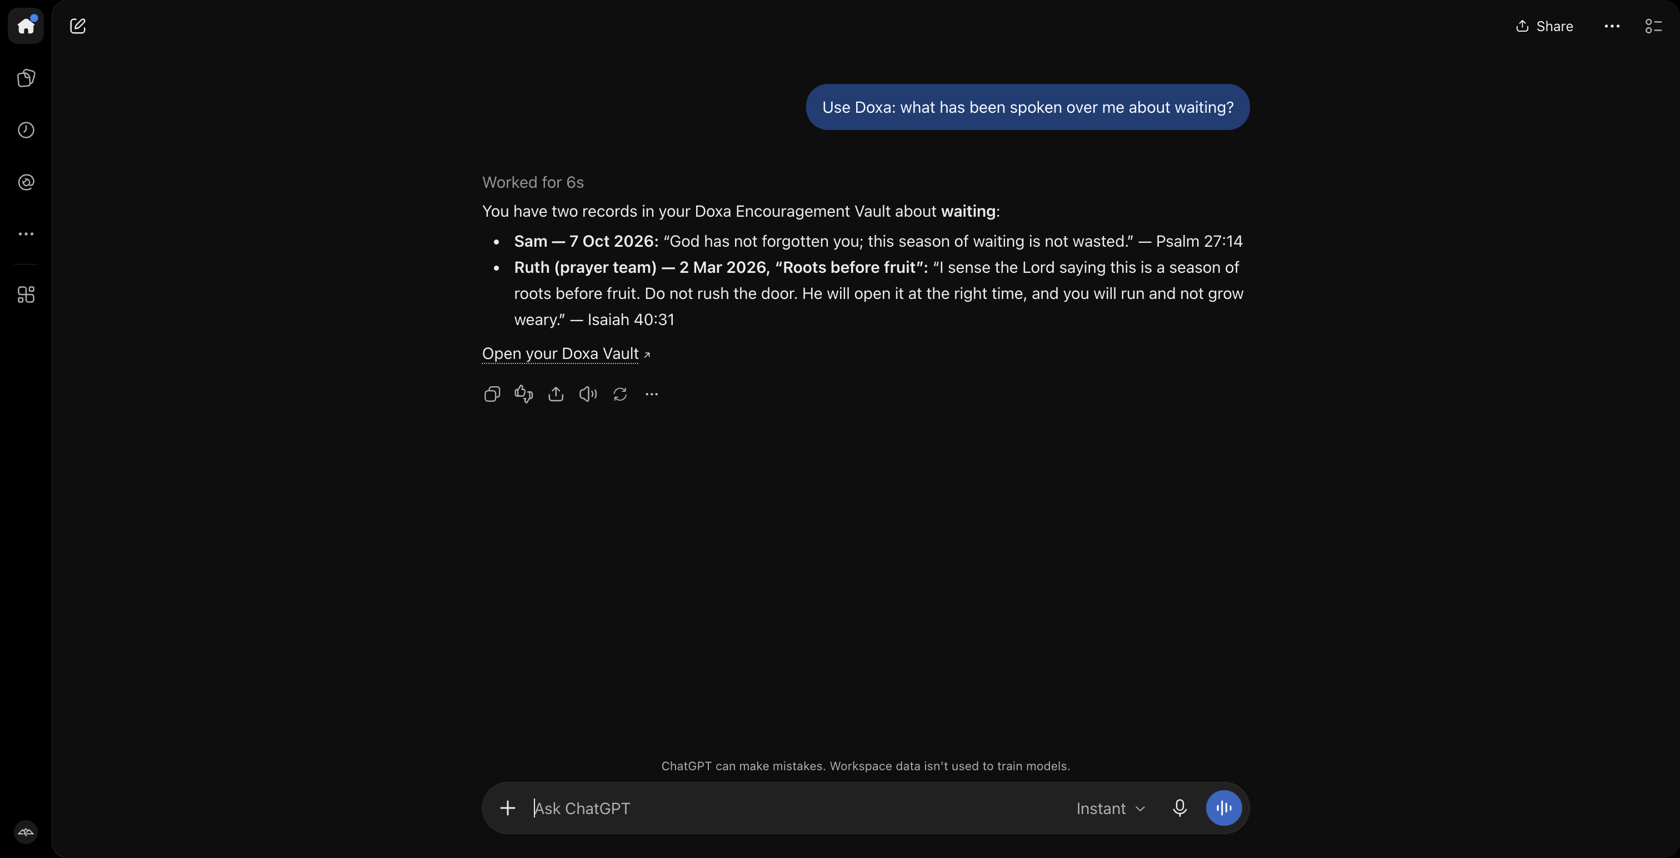 Share
Use Doxa: what has been spoken over me about waiting?
Worked for 6s
You have two records in your Doxa Encouragement Vault about waiting:
• Sam — 7 Oct 2026: “God has not forgotten you; this season of waiting is not wasted.” — Psalm 27:14
• Ruth (prayer team) — 2 Mar 2026, “Roots before fruit”: “I sense the Lord saying this is a season of
roots before fruit. Do not rush the door. He will open it at the right time, and you will run and not grow
weary.” — Isaiah 40:31
Open your Doxa Vault ↗
ChatGPT can make mistakes. Workspace data isn't used to train models.
Ask ChatGPT
Instant